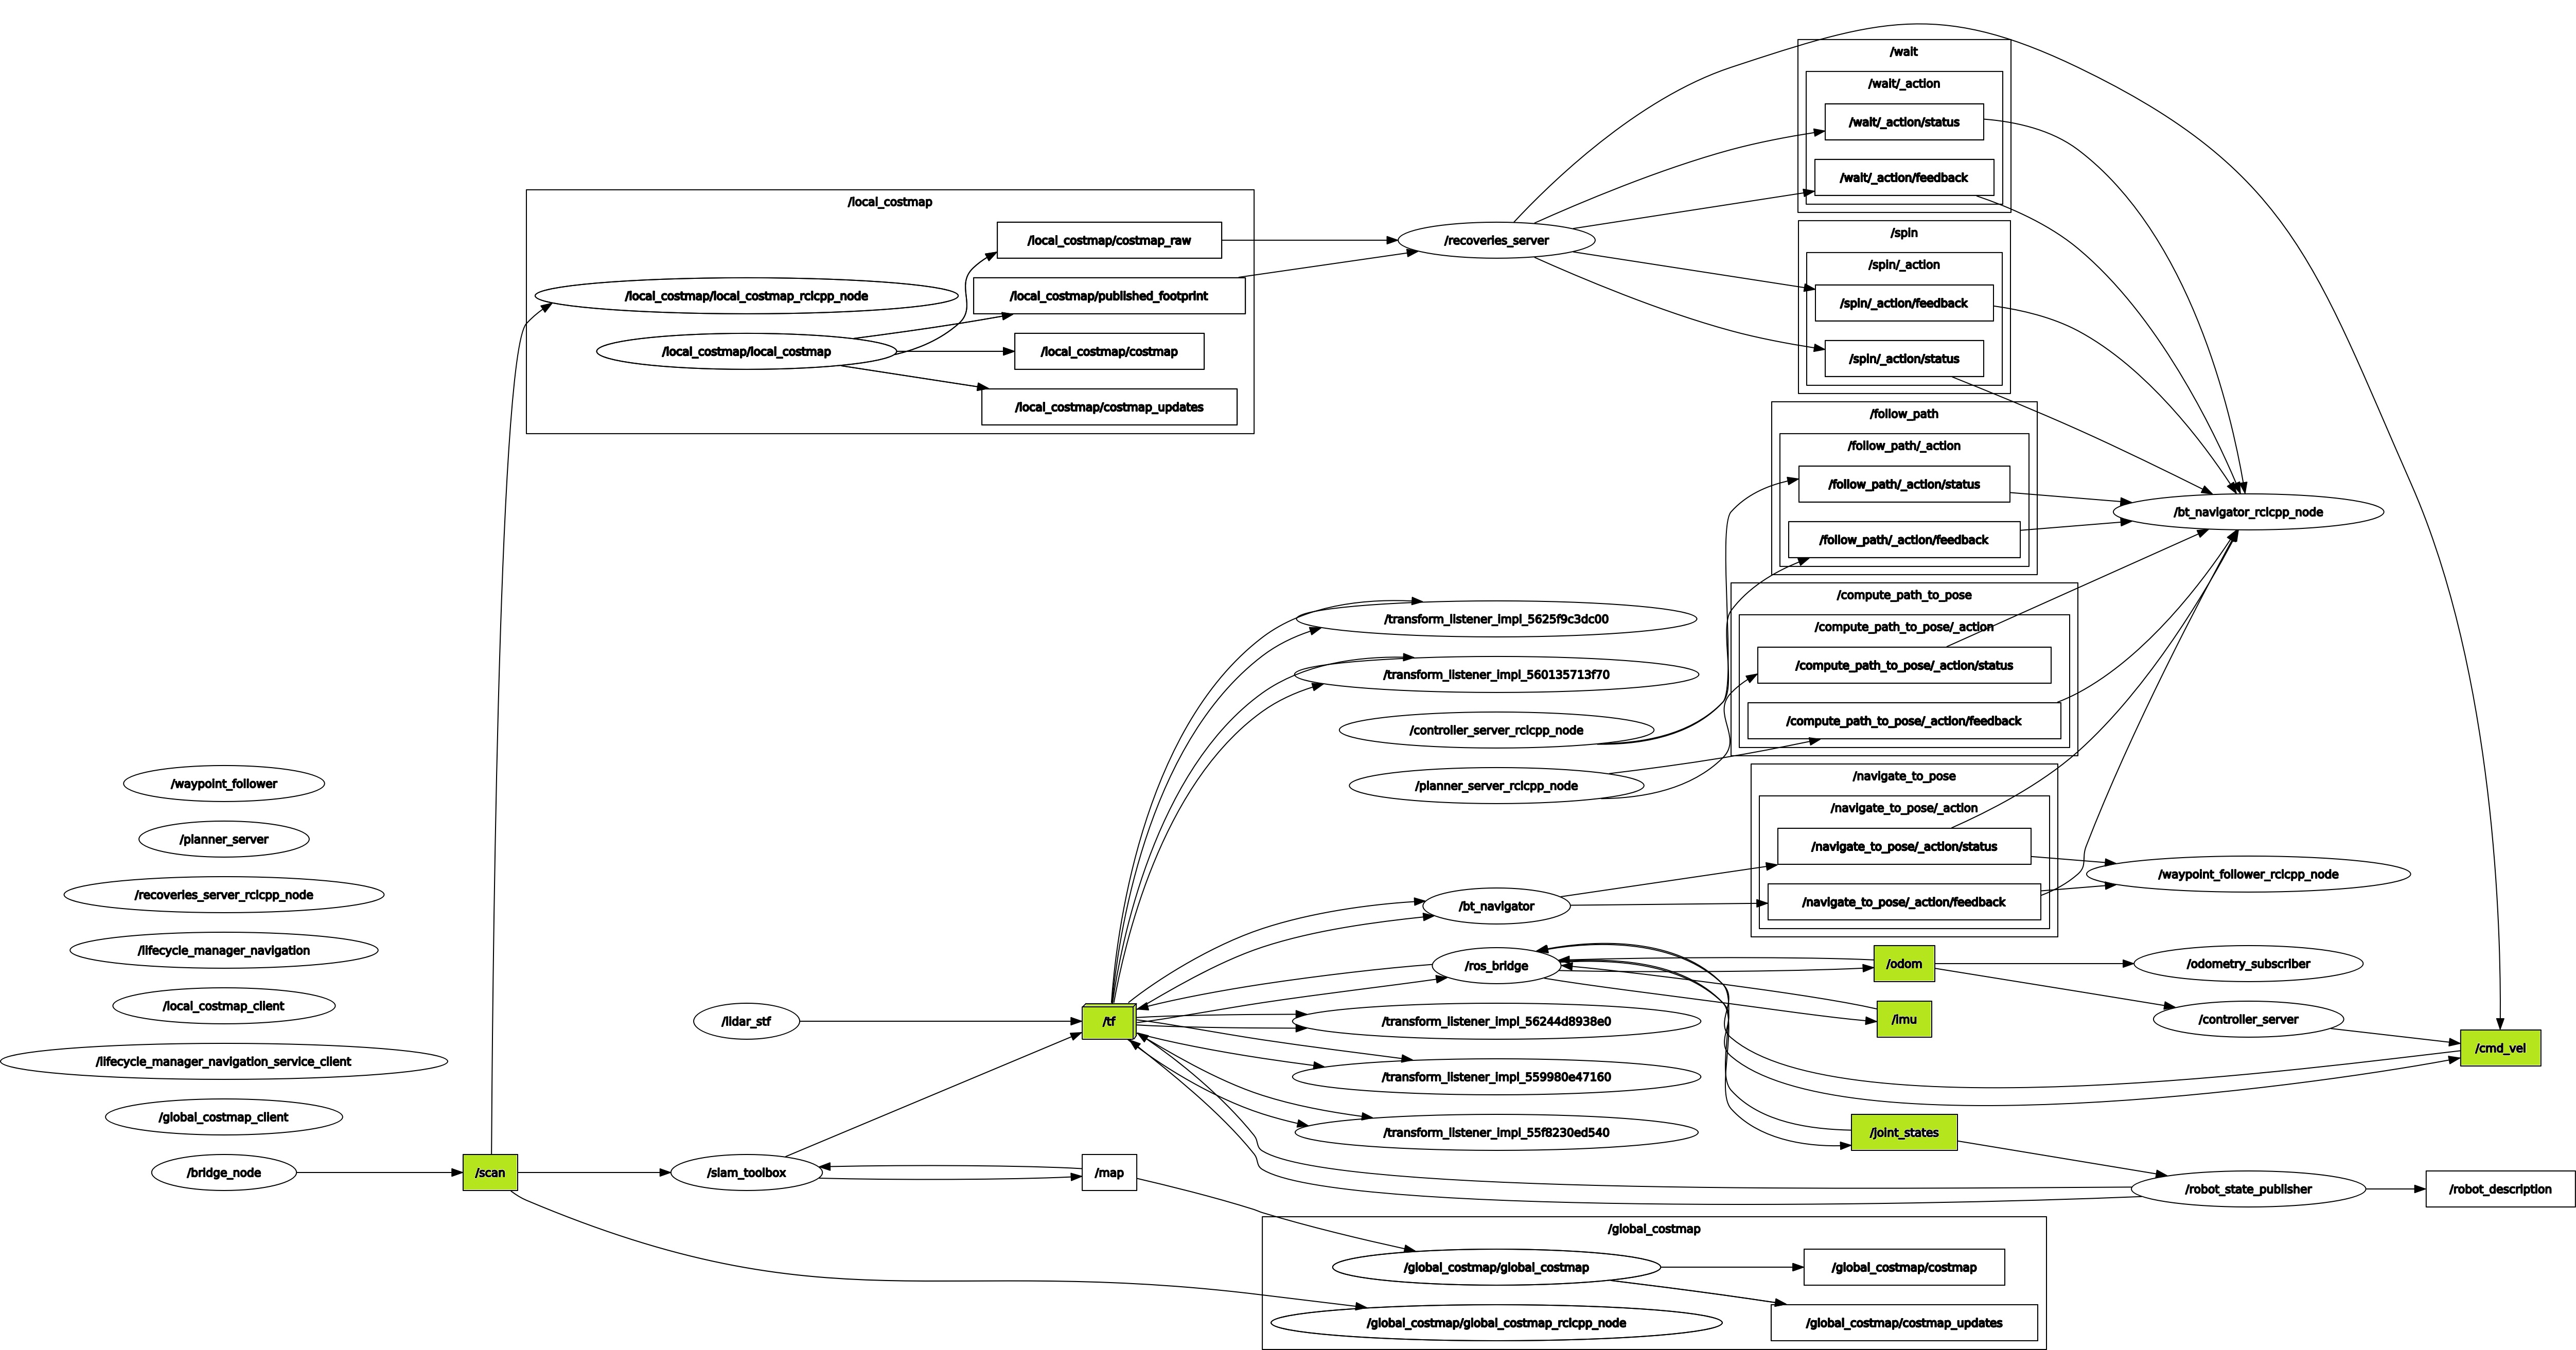 /wait
/wait/_action
/wait/_action/status
/wait/_action/feedback
/local_costmap
/local_costmap/costmap_raw
/local_costmap/local_costmap_rclcpp_node
/local_costmap/published_footprint
/local_costmap/local_costmap
/local_costmap/costmap
/local_costmap/costmap_updates
/recoveries_server
/spin
/spin/_action
/spin/_action/feedback
/spin/_action/status
/follow_path
/follow_path/_action
/follow_path/_action/status
/follow_path/_action/feedback
/bt_navigator_rclcpp_node
/compute_path_to_pose
/compute_path_to_pose/_action
/compute_path_to_pose/_action/status
/compute_path_to_pose/_action/feedback
/transform_listener_impl_5625f9c3dc00
/transform_listener_impl_560135713f70
/controller_server_rclcpp_node
/planner_server_rclcpp_node
/navigate_to_pose
/navigate_to_pose/_action
/navigate_to_pose/_action/status
/navigate_to_pose/_action/feedback
/waypoint_follower_rclcpp_node
/waypoint_follower
/planner_server
/recoveries_server_rclcpp_node
/lifecycle_manager_navigation
/local_costmap_client
/lifecycle_manager_navigation_service_client
/global_costmap_client
/bridge_node
/scan
/lidar_stf
/slam_toolbox
/tf
/map
/bt_navigator
/ros_bridge
/transform_listener_impl_56244d8938e0
/transform_listener_impl_559980e47160
/transform_listener_impl_55f8230ed540
/odom
/imu
/joint_states
/odometry_subscriber
/controller_server
/cmd_vel
/robot_state_publisher
/robot_description
/global_costmap
/global_costmap/global_costmap
/global_costmap/costmap
/global_costmap/global_costmap_rclcpp_node
/global_costmap/costmap_updates